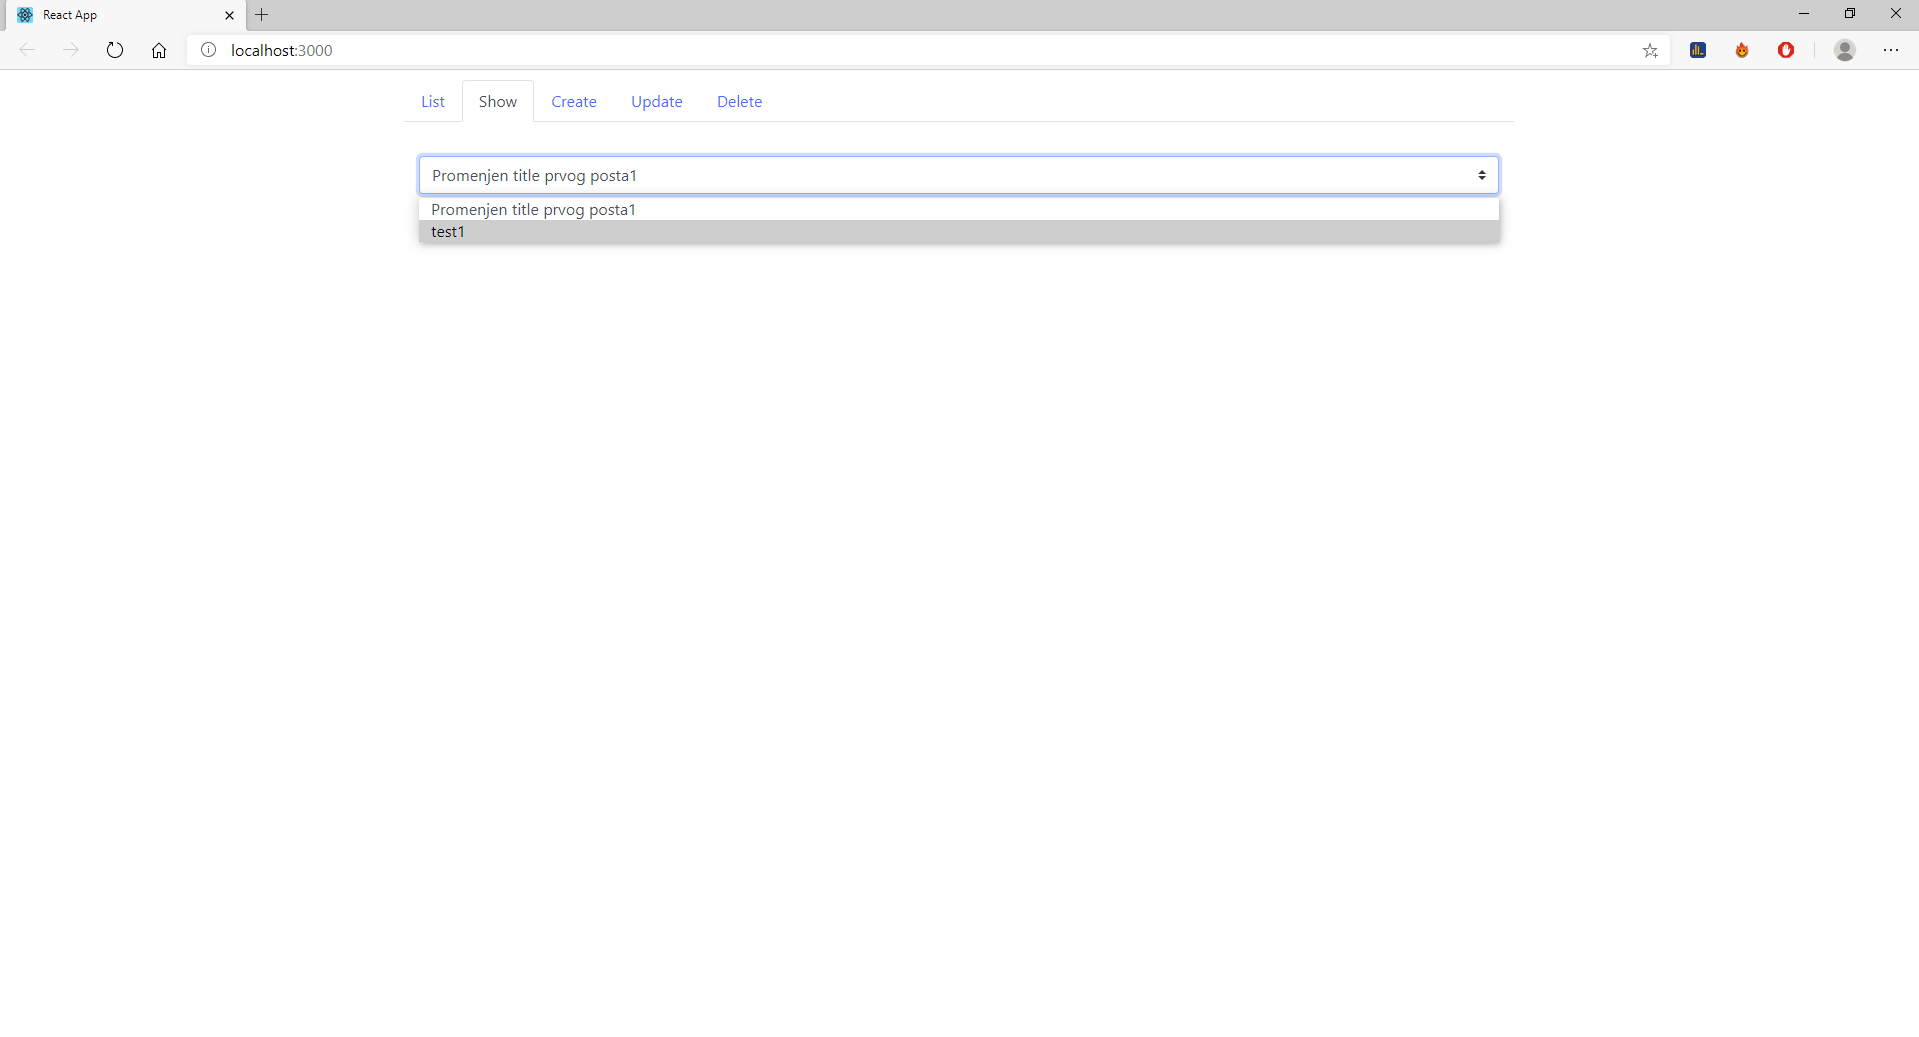 React App
localhost:3000
List Show Create Update Delete
Promenjen title prvog posta1
Promenjen title prvog posta1
test1